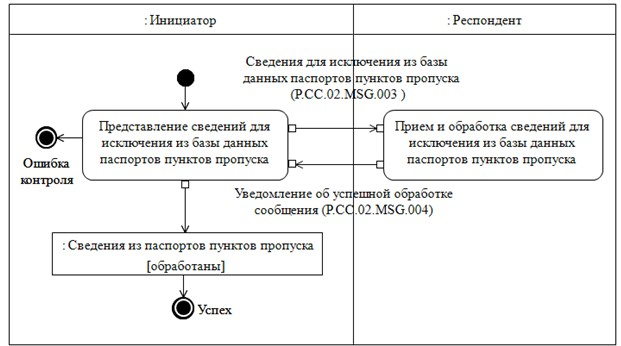 : Инициатор
: Респондент
Сведения для исключения из базы
данных паспортов пунктов пропуска
(P.CC.02.MSG.003 )
Представление сведений для
исключения из базы данных
паспортов пунктов пропуска
Прием и обработка сведений для
исключения из базы данных
паспортов пунктов пропуска
Ошибка
контроля
Уведомление об успешной обработке
сообщения (P.CC.02.MSG.004)
: Сведения из паспортов пунктов пропуска
[обработаны]
Успех